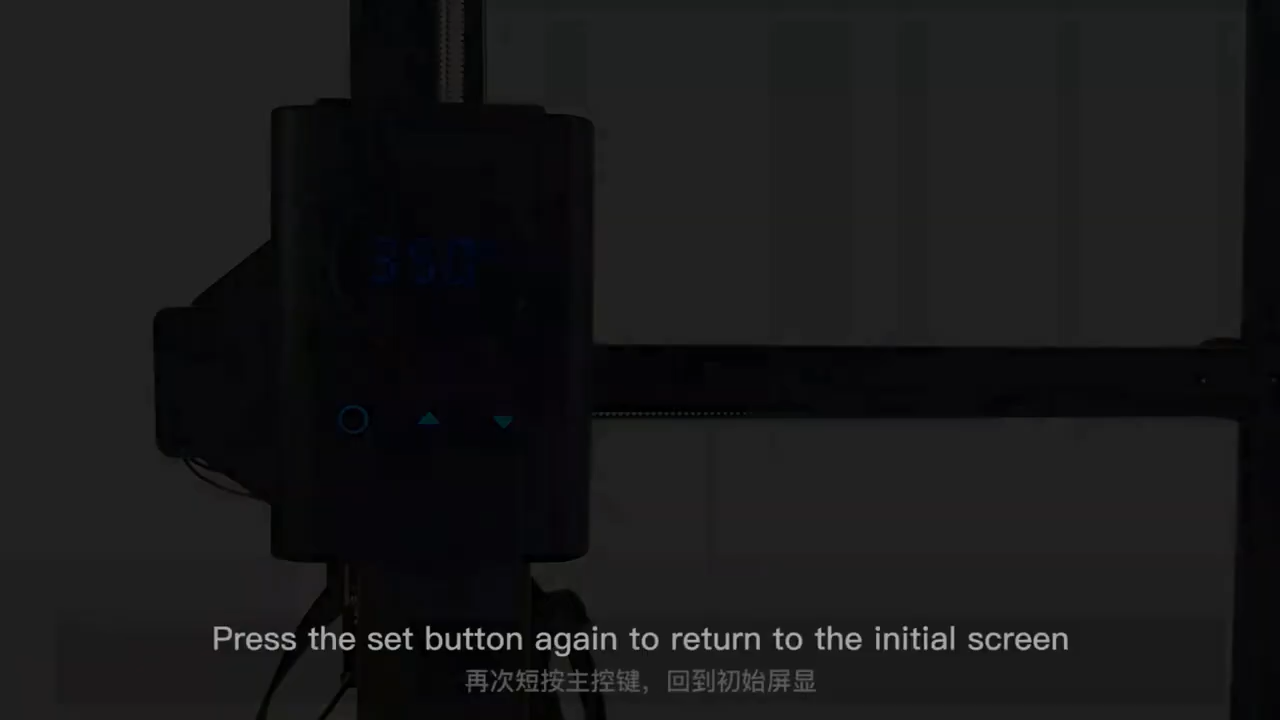 Press the set button again to return to the initial screen
再次短按主控键，回到初始屏显